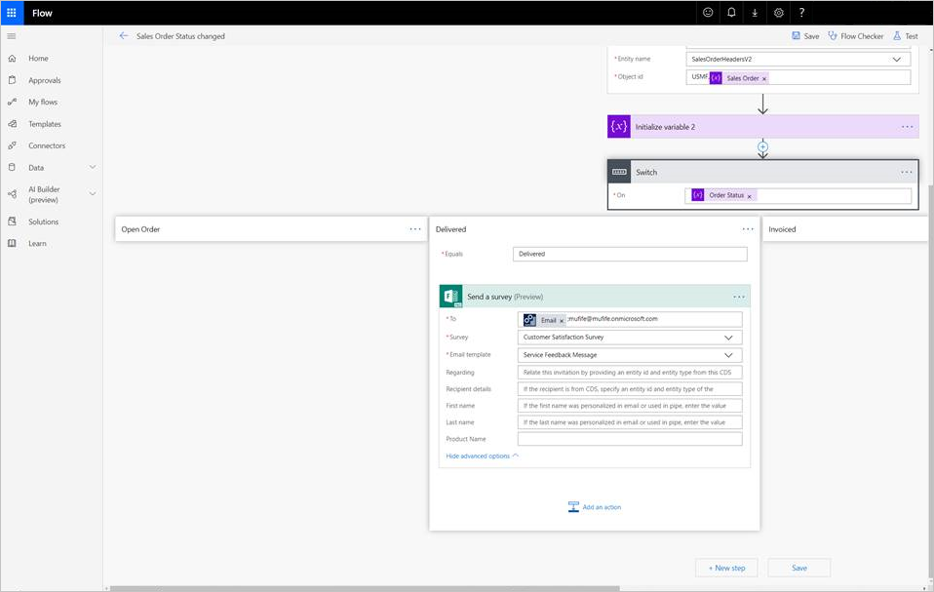 Flow
?
Sales Order Status changed
Save
Flow Checker
Test
Home
Approvals
My flows
Templates
Connectors
Data
AI Builder
(preview)
Solutions
Learn
* Entity name
SalesOrderHeadersV2
* Object id
USMF,
{x}
Sales Order ×
{x}
Initialize variable 2
...
Switch
...
* On
{x}
Order Status ×
Open Order
...
Delivered
...
Invoiced
* Equals
Delivered
Send a survey (Preview)
...
* To
Email ×
;mufife@mufife.onmicrosoft.com
* Survey
Customer Satisfaction Survey
* Email template
Service Feedback Message
Regarding
Relate this invitation by providing an entity id and entity type from this CDS
Recipient details
If the recipient is from CDS, specify an entity id and entity type of the
First name
If the first name was personalized in email or used in pipe, enter the value
Last name
If the last name was personalized in email or used in pipe, enter the value
Product Name
Hide advanced options
Add an action
+ New step
Save